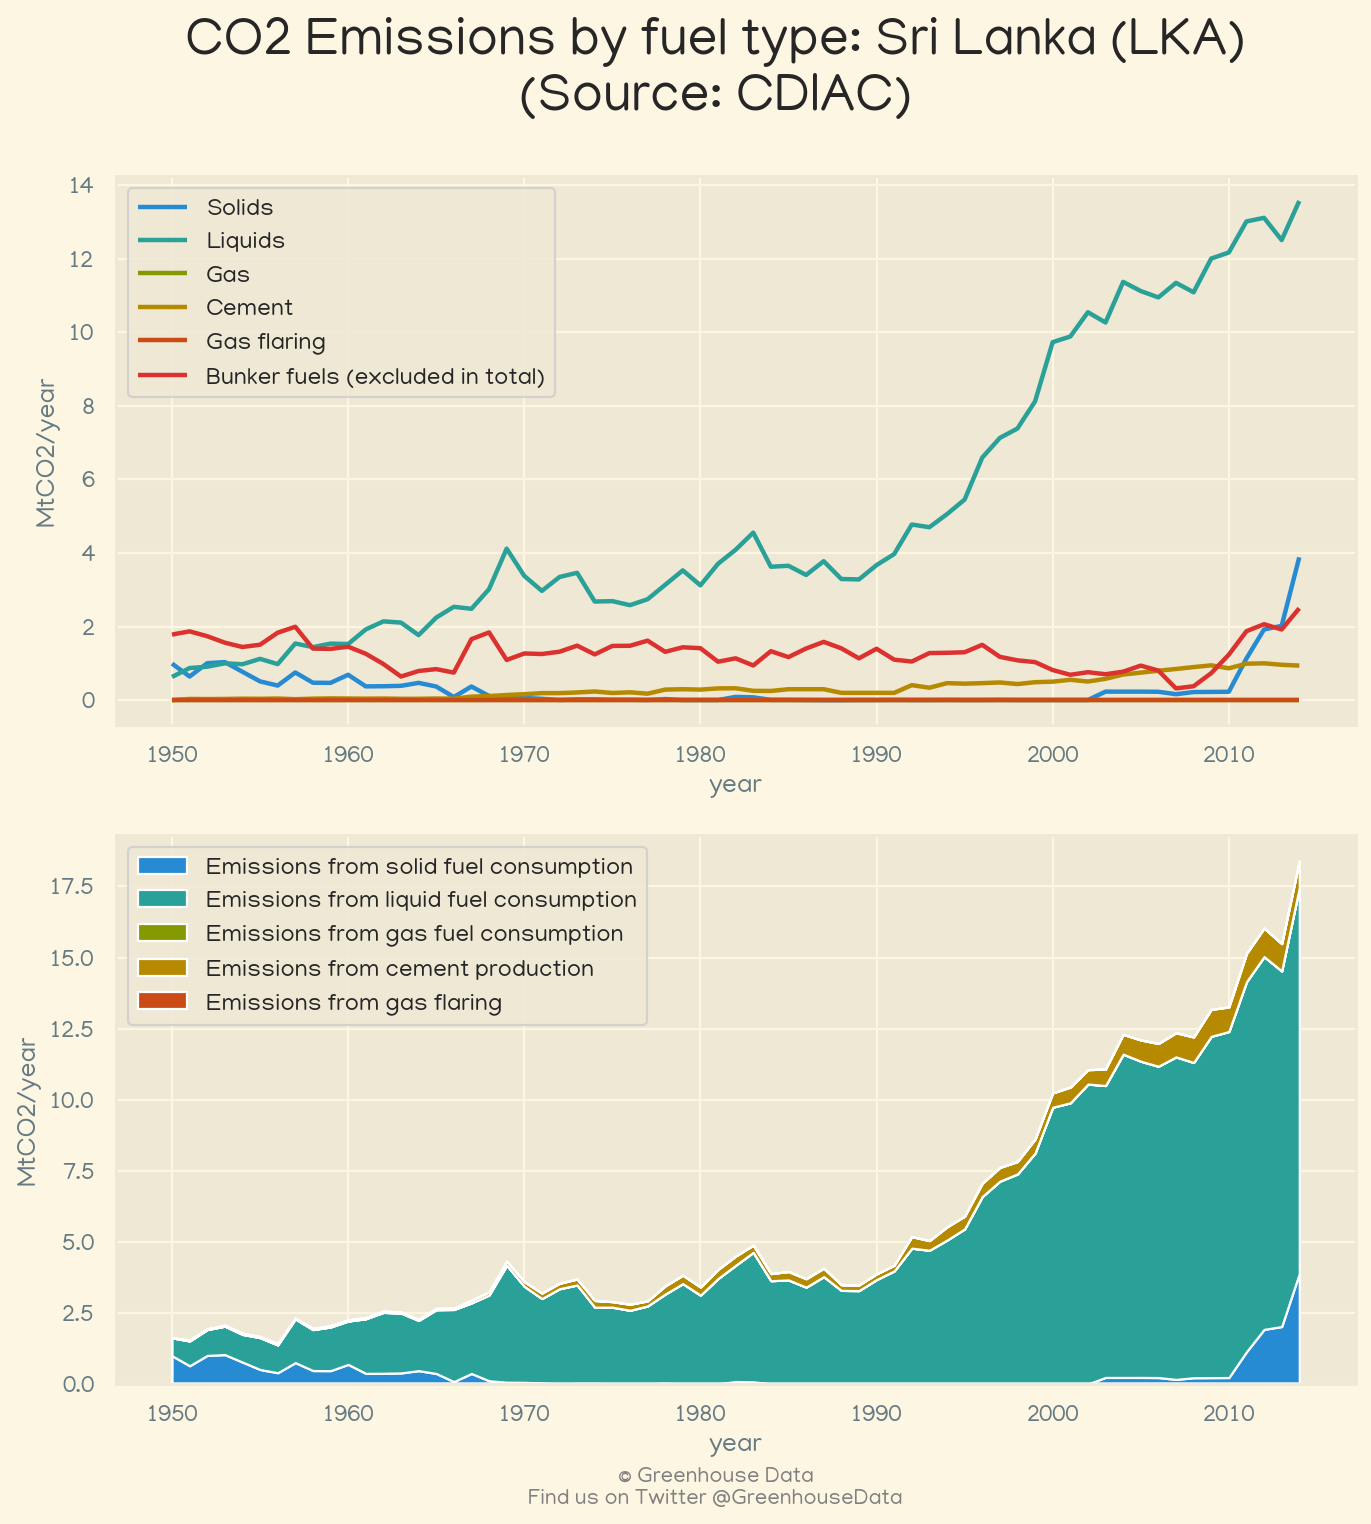 CO2 Emissions by fuel type: Sri Lanka (LKA)
(Source: CDIAC)
14
12
10
8
6
4
2
0
MtCO2/year
Solids
Liquids
Gas
Cement
Gas flaring
Bunker fuels (excluded in total)
1950 1960 1970 1980 1990 2000 2010
year
17.5
15.0
12.5
10.0
7.5
5.0
2.5
0.0
MtCO2/year
Emissions from solid fuel consumption
Emissions from liquid fuel consumption
Emissions from gas fuel consumption
Emissions from cement production
Emissions from gas flaring
1950 1960 1970 1980 1990 2000 2010
year
© Greenhouse Data
Find us on Twitter @GreenhouseData